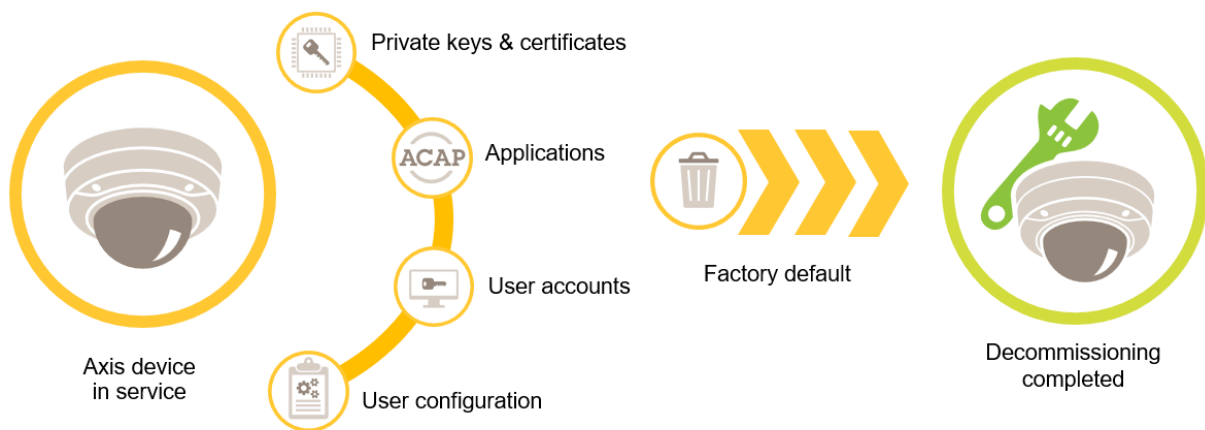 Private keys & certificates
ACAP
Applications
User accounts
User configuration
Axis device
in service
Factory default
Decommissioning
completed